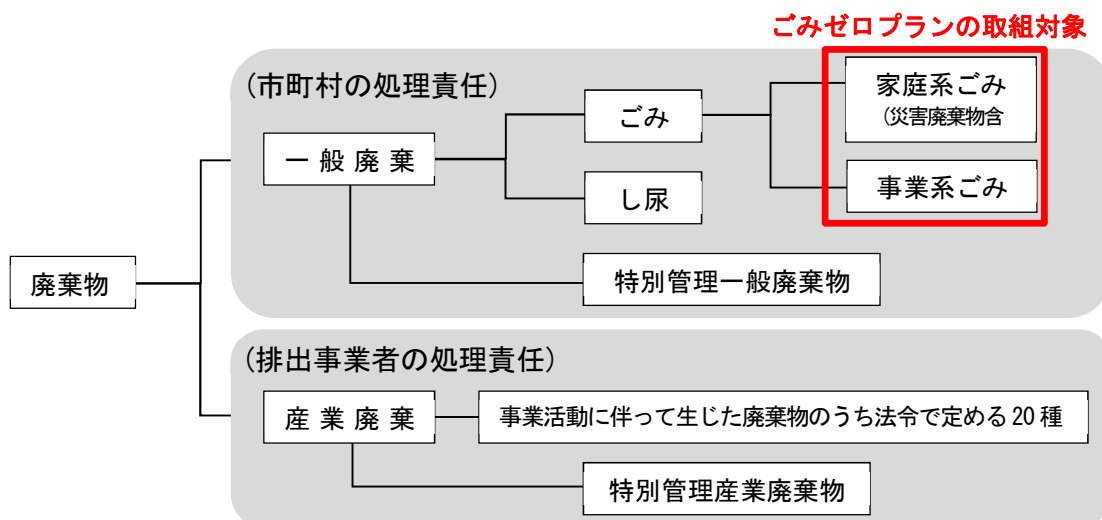 ごみゼロプランの取組対象
(市町村の処理責任)
家庭系ごみ
(災害廃棄物含
ごみ
一般廃棄
事業系ごみ
し尿
特別管理一般廃棄物
廃棄物
(排出事業者の処理責任)
産業廃棄
事業活動に伴って生じた廃棄物のうち法令で定める20種
特別管理産業廃棄物